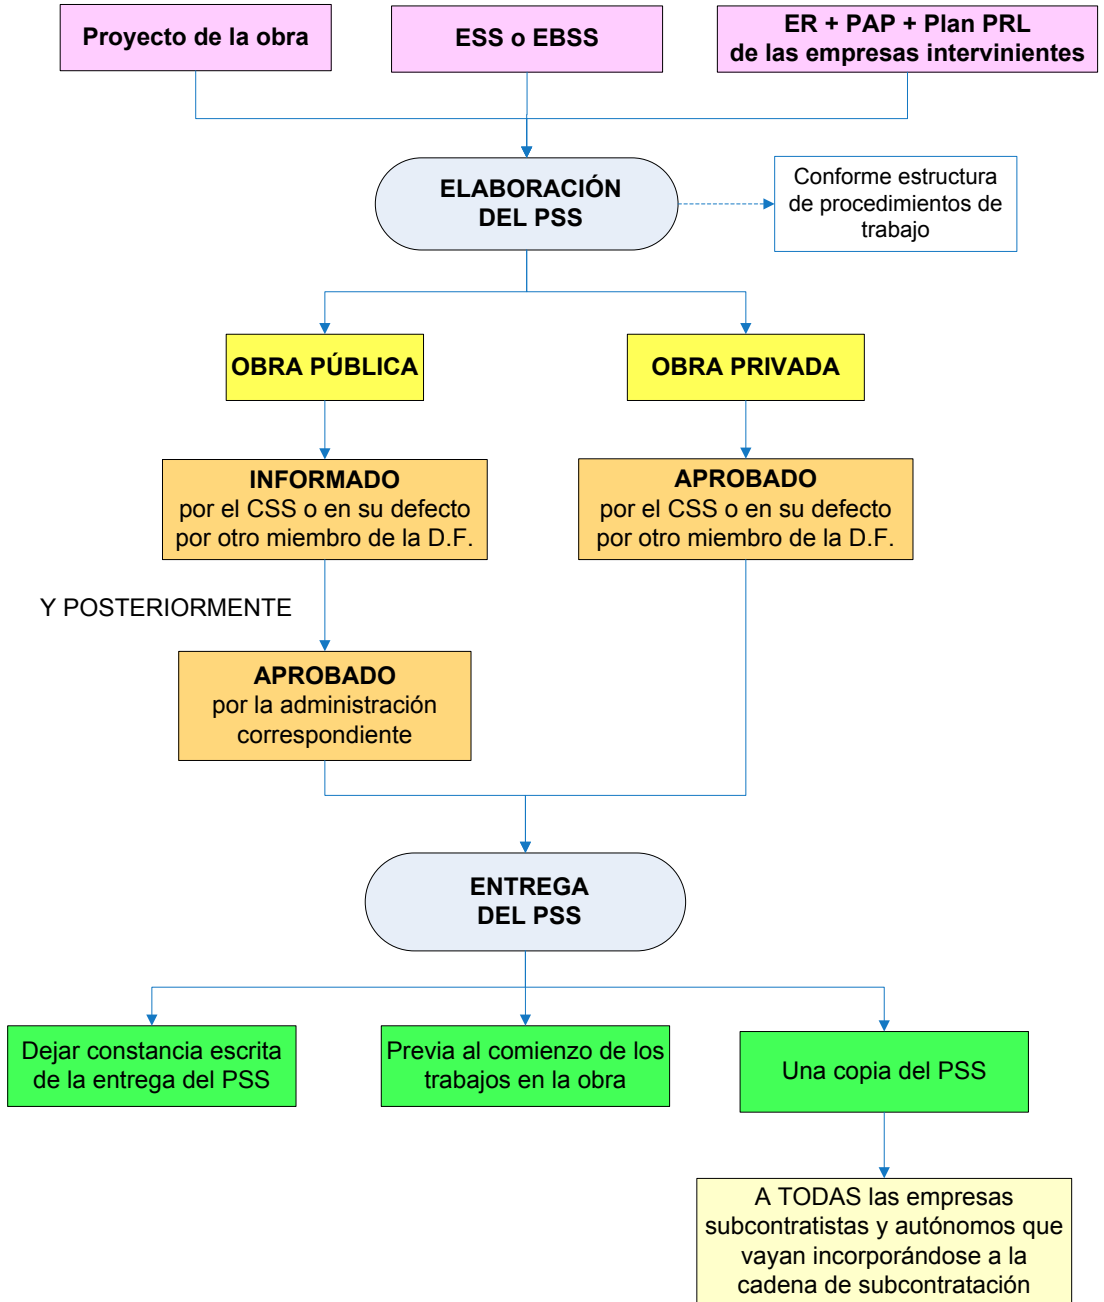 Proyecto de la obra
ESS o EBSS
ER + PAP + Plan PRL
de las empresas intervinientes
ELABORACIÓN
DEL PSS
Conforme estructura
de procedimientos de
trabajo
OBRA PÚBLICA
OBRA PRIVADA
INFORMADO
por el CSS o en su defecto
por otro miembro de la D.F.
APROBADO
por el CSS o en su defecto
por otro miembro de la D.F.
Y POSTERIORMENTE
APROBADO
por la administración
correspondiente
ENTREGA
DEL PSS
Dejar constancia escrita
de la entrega del PSS
Previa al comienzo de los
trabajos en la obra
Una copia del PSS
A TODAS las empresas
subcontratistas y autónomos que
vayan incorporándose a la
cadena de subcontratación